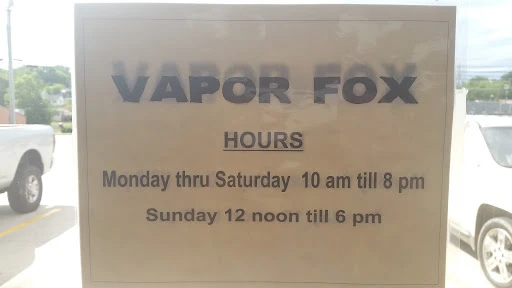 VAPOR FOX
HOURS
Monday thru Saturday 10 am till 8 pm
Sunday 12 noon till 6 pm